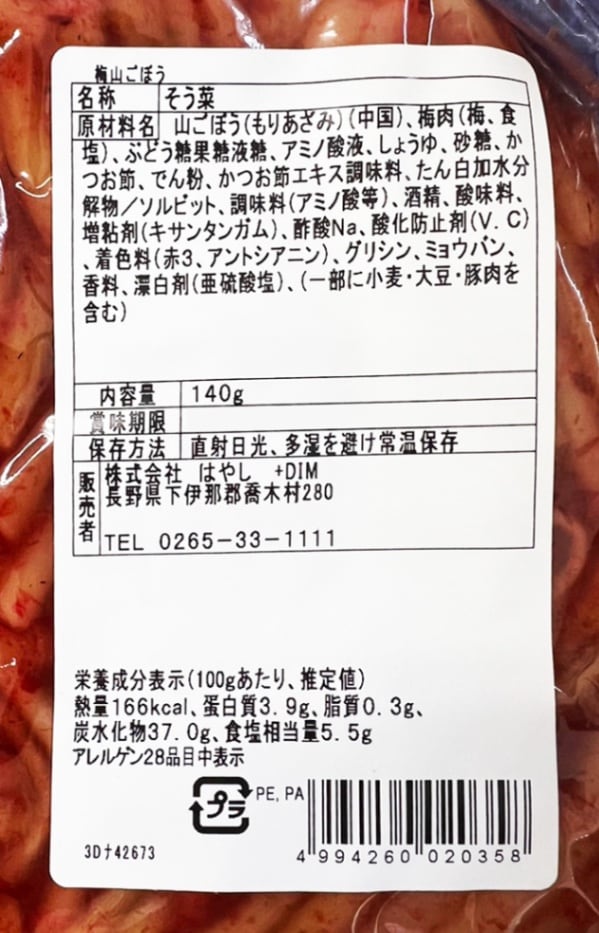 梅山ごぼう
名称 そう菜
原材料名 山ごぼう(もりあざみ)(中国)、梅肉(梅、食
塩)、ぶどう糖果糖液糖、アミノ酸液、しょうゆ、砂糖、か
つお節、でん粉、かつお節エキス調味料、たん白加水分
解物/ソルビット、調味料(アミノ酸等)、酒精、酸味料、
増粘剤(キサンタンガム)、酢酸Na、酸化防止剤(V.C)
、着色料(赤3、アントシアニン)、グリシン、ミョウバン、
香料、漂白剤(亜硫酸塩)、(一部に小麦・大豆・豚肉を
含む)
内容量 140g
賞味期限
保存方法 直射日光、多湿を避け常温保存
販売者 株式会社 はやし +DIM
長野県下伊那郡喬木村280
TEL 0265-33-1111
栄養成分表示(100gあたり、推定値)
熱量166kcal、蛋白質3.9g、脂質0.3g、
炭水化物37.0g、食塩相当量5.5g
アレルゲン28品目中表示
プラ PE, PA
3D†42673
4 994260 020358